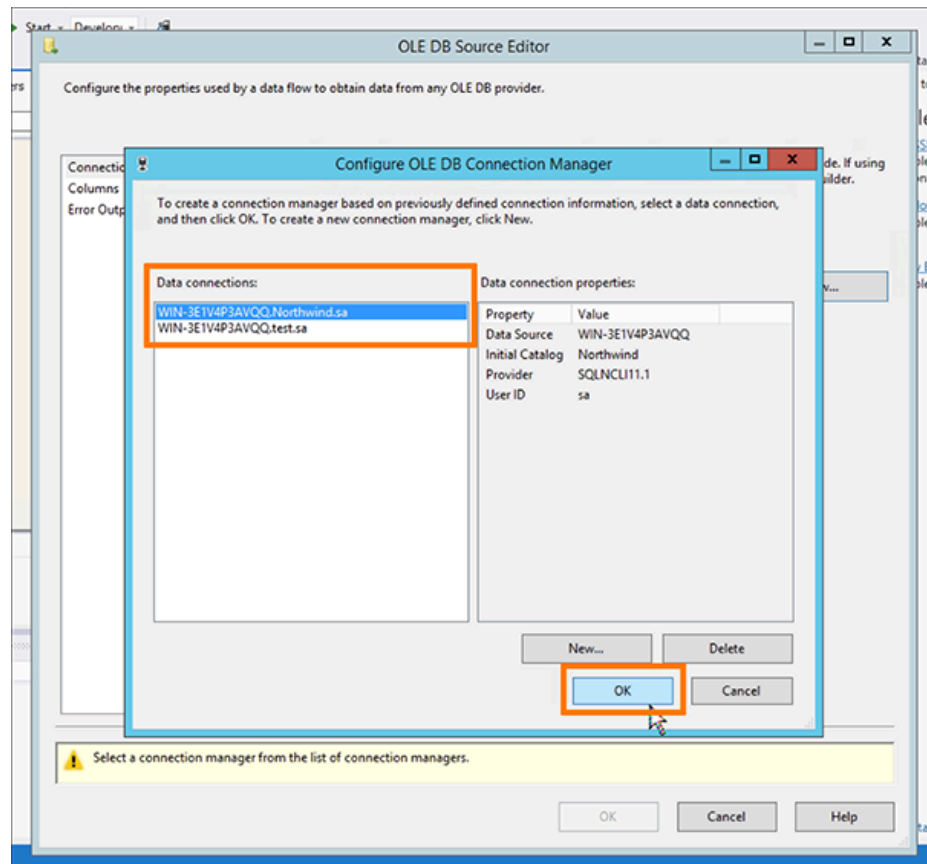 Start
OLE DB Source Editor
Configure the properties used by a data flow to obtain data from any OLE DB provider.
Columns
Configure OLE DB Connection Manager
de. If using
To create a connection manager based on previously defined connection information, select a data connection,
and then click OK. To create a new connection manager, click New.
Data connections:
WIN-3E1V4P3AVQQ.Northwind.sa
WIN-3E1V4P3AVQQ.test.sa
Data connection properties:
Property Value
Data Source WIN-3E1V4P3AVQQ
Initial Catalog Northwind
Provider SQLNCLI11.1
User ID sa
New... Delete
OK Cancel
Select a connection manager from the list of connection managers.
OK Cancel Help